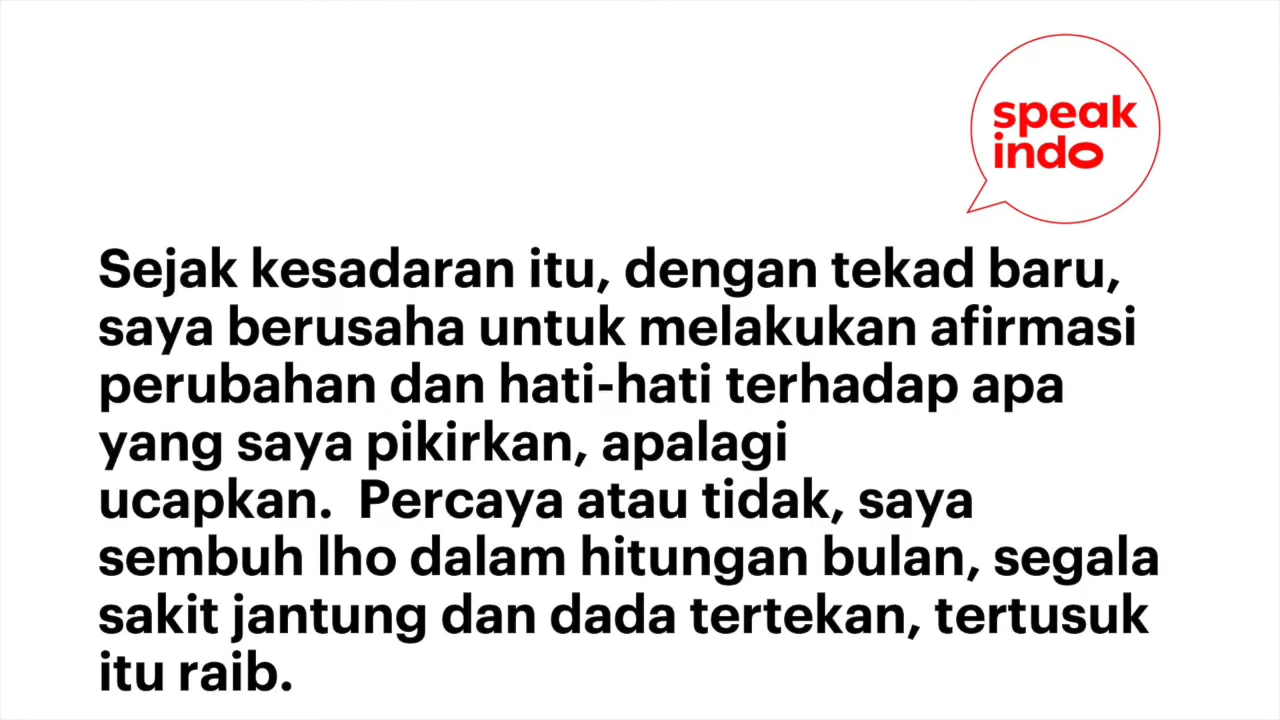 speak
indo
Sejak kesadaran itu, dengan tekad baru,
saya berusaha untuk melakukan afirmasi
perubahan dan hati-hati terhadap apa
yang saya pikirkan, apalagi
ucapkan.  Percaya atau tidak, saya
sembuh lho dalam hitungan bulan, segala
sakit jantung dan dada tertekan, tertusuk
itu raib.